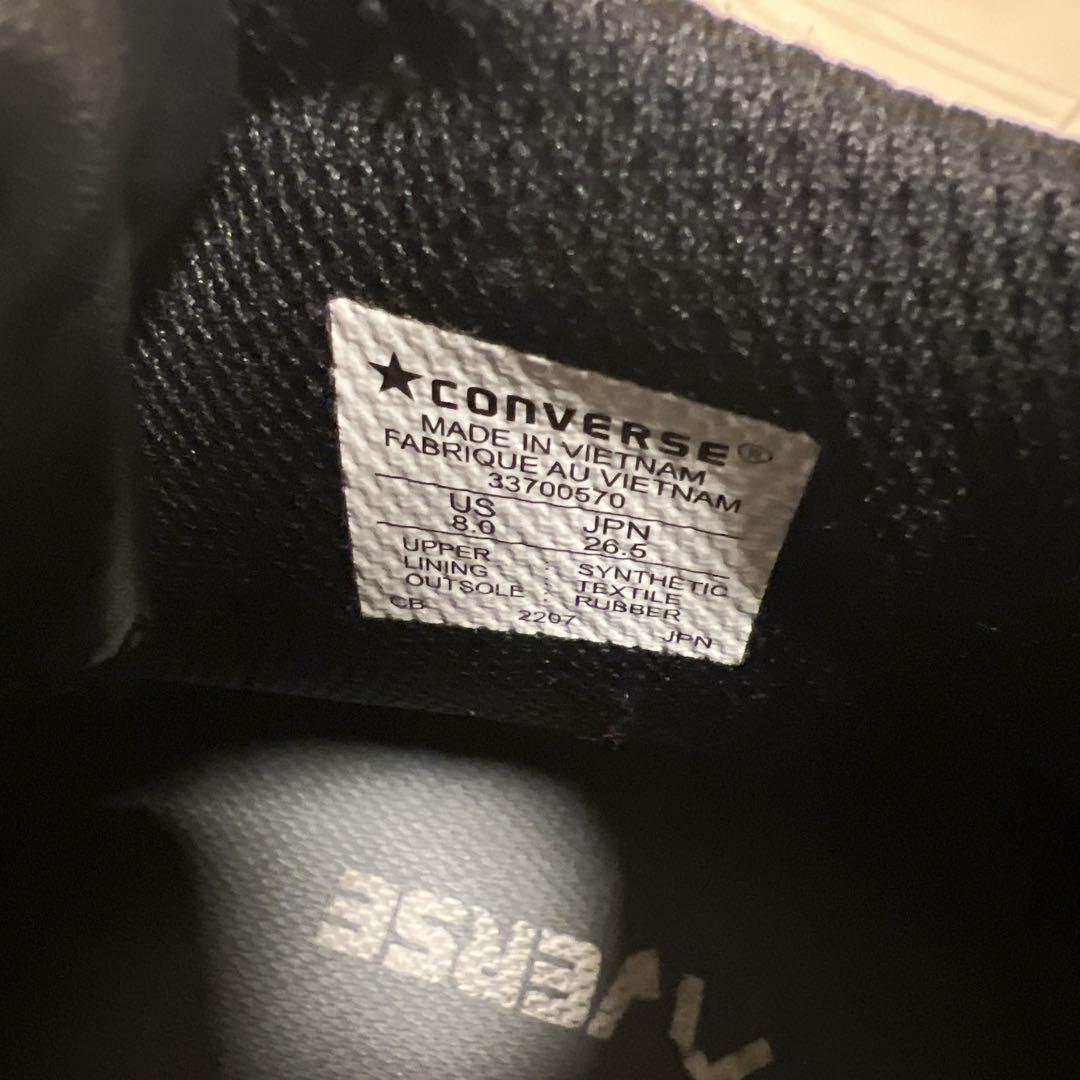 ★CONVERSE®
MADE IN VIETNAM
FABRIQUE AU VIETNAM
33700570
US JPN
8.0 26.5
UPPER : SYNTHETIC
LINING : TEXTILE
OUTSOLE : RUBBER
CB 2207 JPN
VERSE